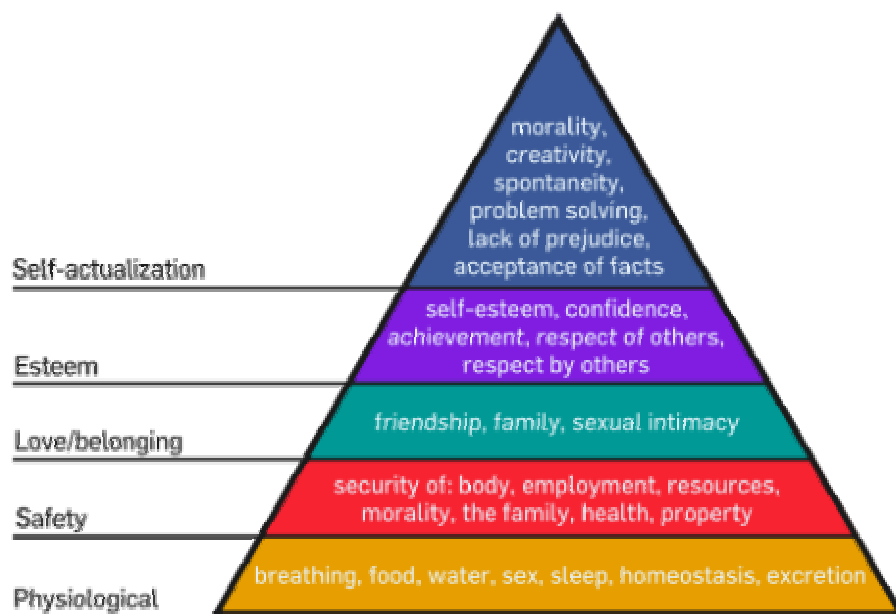 morality,
creativity,
spontaneity,
problem solving,
lack of prejudice,
acceptance of facts
Self-actualization
self-esteem, confidence,
achievement, respect of others,
respect by others
Esteem
friendship, family, sexual intimacy
Love/belonging
security of: body, employment, resources,
morality, the family, health, property
Safety
breathing, food, water, sex, sleep, homeostasis, excretion
Physiological